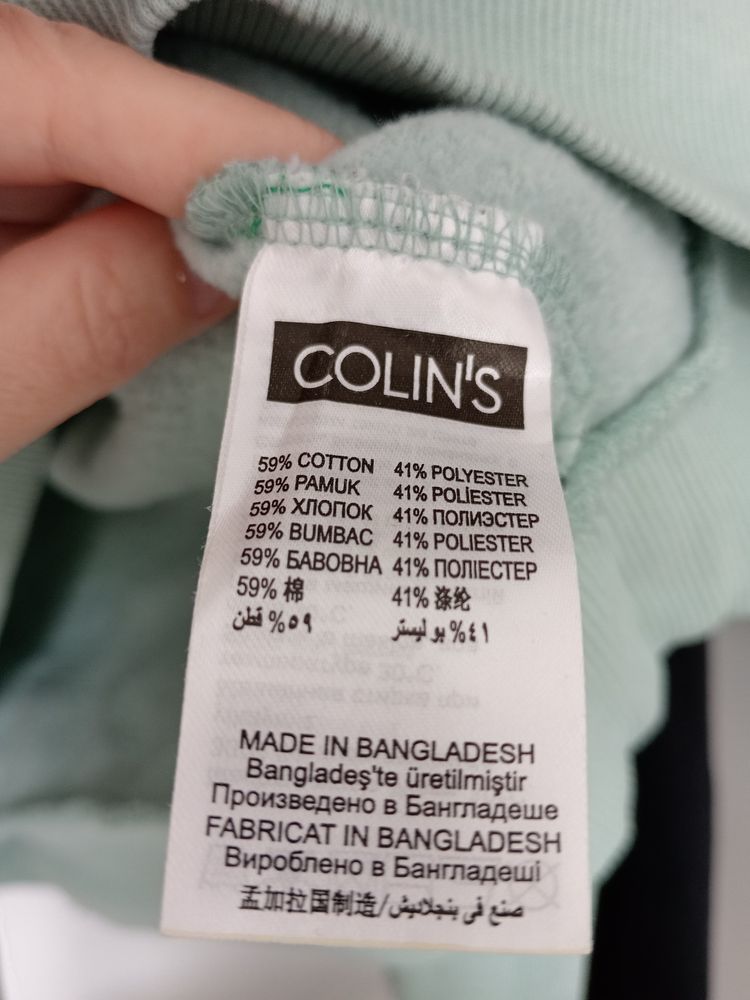 COLIN'S
59% COTTON 41% POLYESTER
59% PAMUK 41% POLİESTER
59% ХЛОПОК 41% ПОЛИЭСТЕР
59% BUMBAC 41% POLIESTER
59% БАВОВНА 41% ПОЛІЕСТЕР
59% 棉 41% 涤纶
٥٩% قطن ٤١% بوليستر
MADE IN BANGLADESH
Bangladeş'te üretilmiştir
Произведено в Бангладеше
FABRICAT IN BANGLADESH
Вироблено в Бангладеші
孟加拉国制造/صنع في بنجلاديش